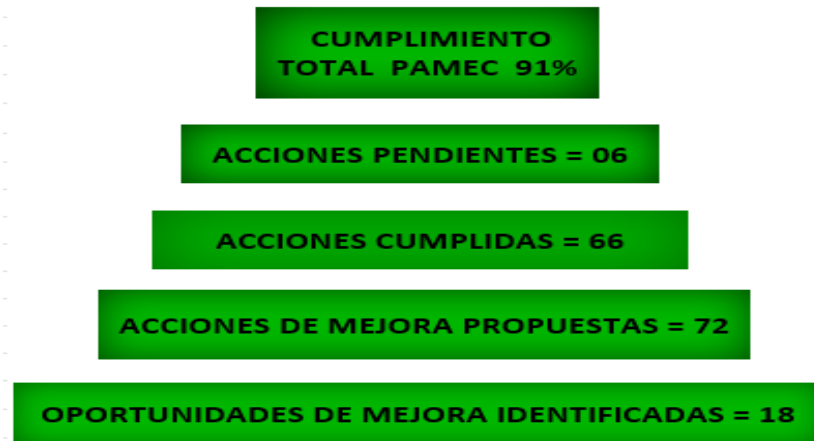 CUMPLIMIENTO
TOTAL PAMEC 91%
ACCIONES PENDIENTES = 06
ACCIONES CUMPLIDAS = 66
ACCIONES DE MEJORA PROPUESTAS = 72
OPORTUNIDADES DE MEJORA IDENTIFICADAS = 18